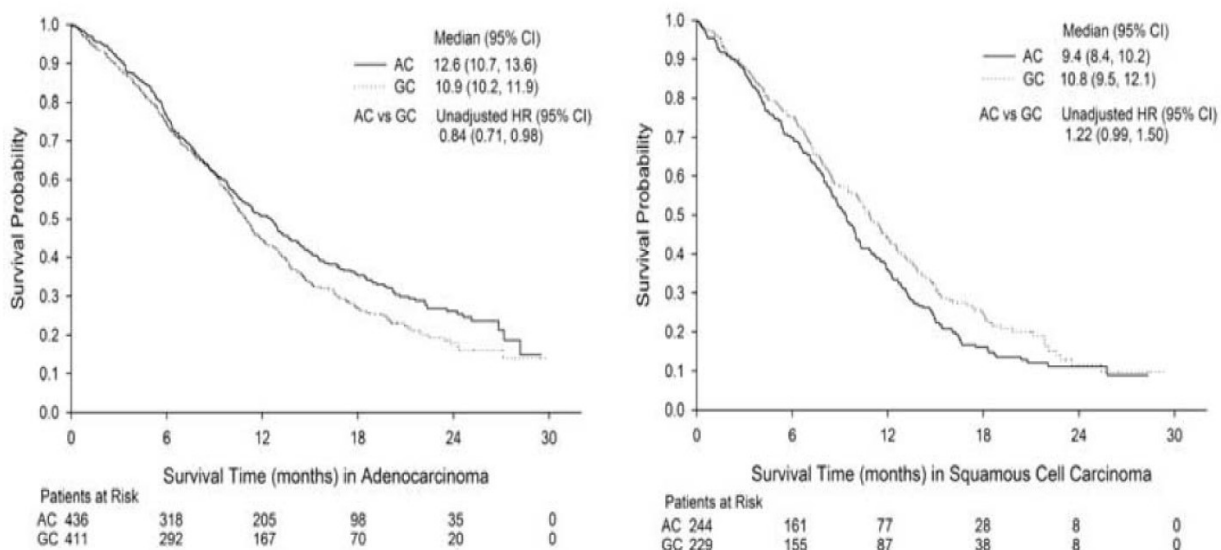 Median (95% CI)
AC 12.6 (10.7, 13.6)
GC 10.9 (10.2, 11.9)
AC vs GC Unadjusted HR (95% CI)
0.84 (0.71, 0.98)
Survival Probability
1.0
0.9
0.8
0.7
0.6
0.5
0.4
0.3
0.2
0.1
0.0
0 6 12 18 24 30
Survival Time (months) in Adenocarcinoma
Patients at Risk
AC 436 318 205 98 35 0
GC 411 292 167 70 20 0
Median (95% CI)
AC 9.4 (8.4, 10.2)
GC 10.8 (9.5, 12.1)
AC vs GC Unadjusted HR (95% CI)
1.22 (0.99, 1.50)
Survival Probability
1.0
0.9
0.8
0.7
0.6
0.5
0.4
0.3
0.2
0.1
0.0
0 6 12 18 24 30
Survival Time (months) in Squamous Cell Carcinoma
Patients at Risk
AC 244 161 77 28 8 0
GC 229 155 87 38 8 0